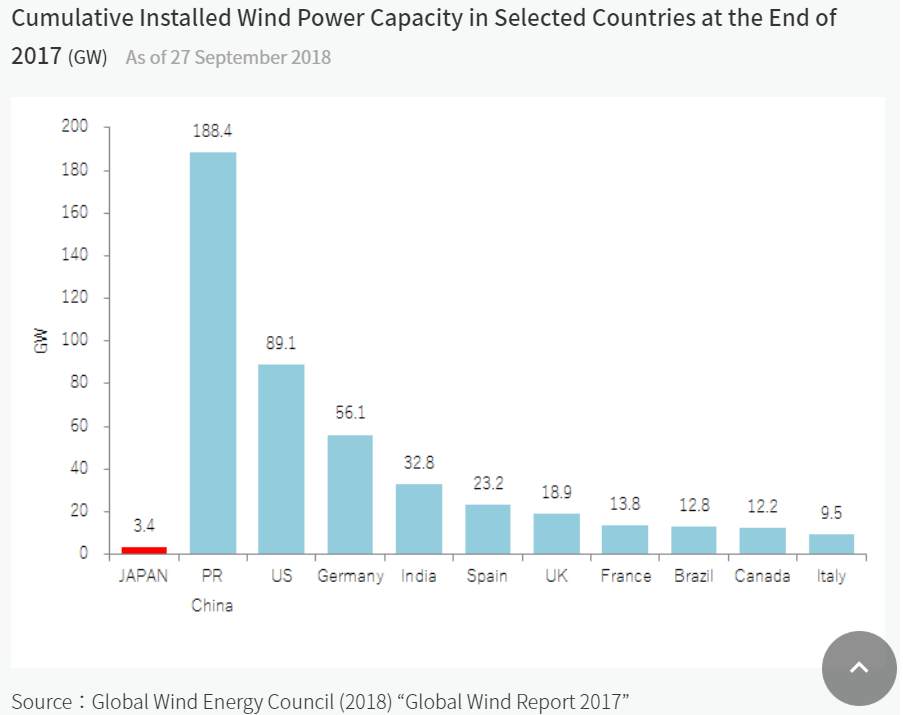 Cumulative Installed Wind Power Capacity in Selected Countries at the End of
2017 (GW) As of 27 September 2018
200
180
160
140
120
100
80
60
40
20
0
GW
3.4
188.4
89.1
56.1
32.8
23.2
18.9
13.8
12.8
12.2
9.5
JAPAN
PR
China
US
Germany
India
Spain
UK
France
Brazil
Canada
Italy
Source：Global Wind Energy Council (2018) “Global Wind Report 2017”